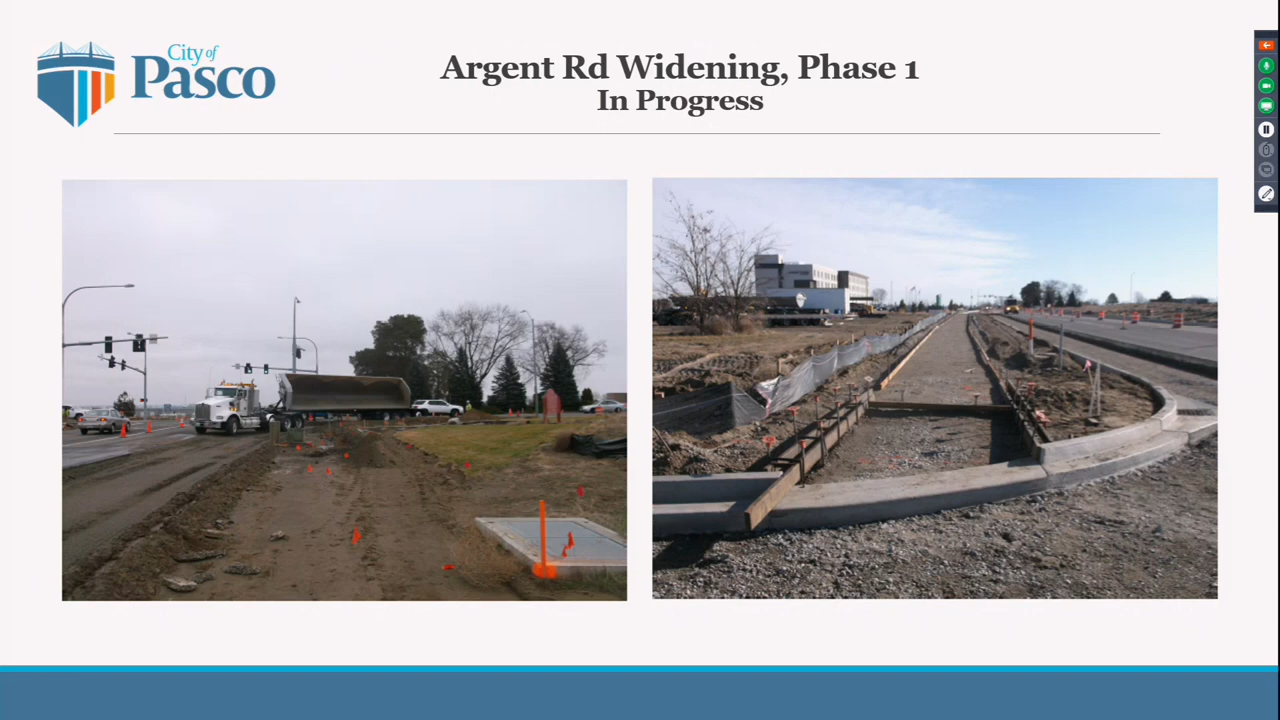 City of
Pasco
Argent Rd Widening, Phase 1
In Progress